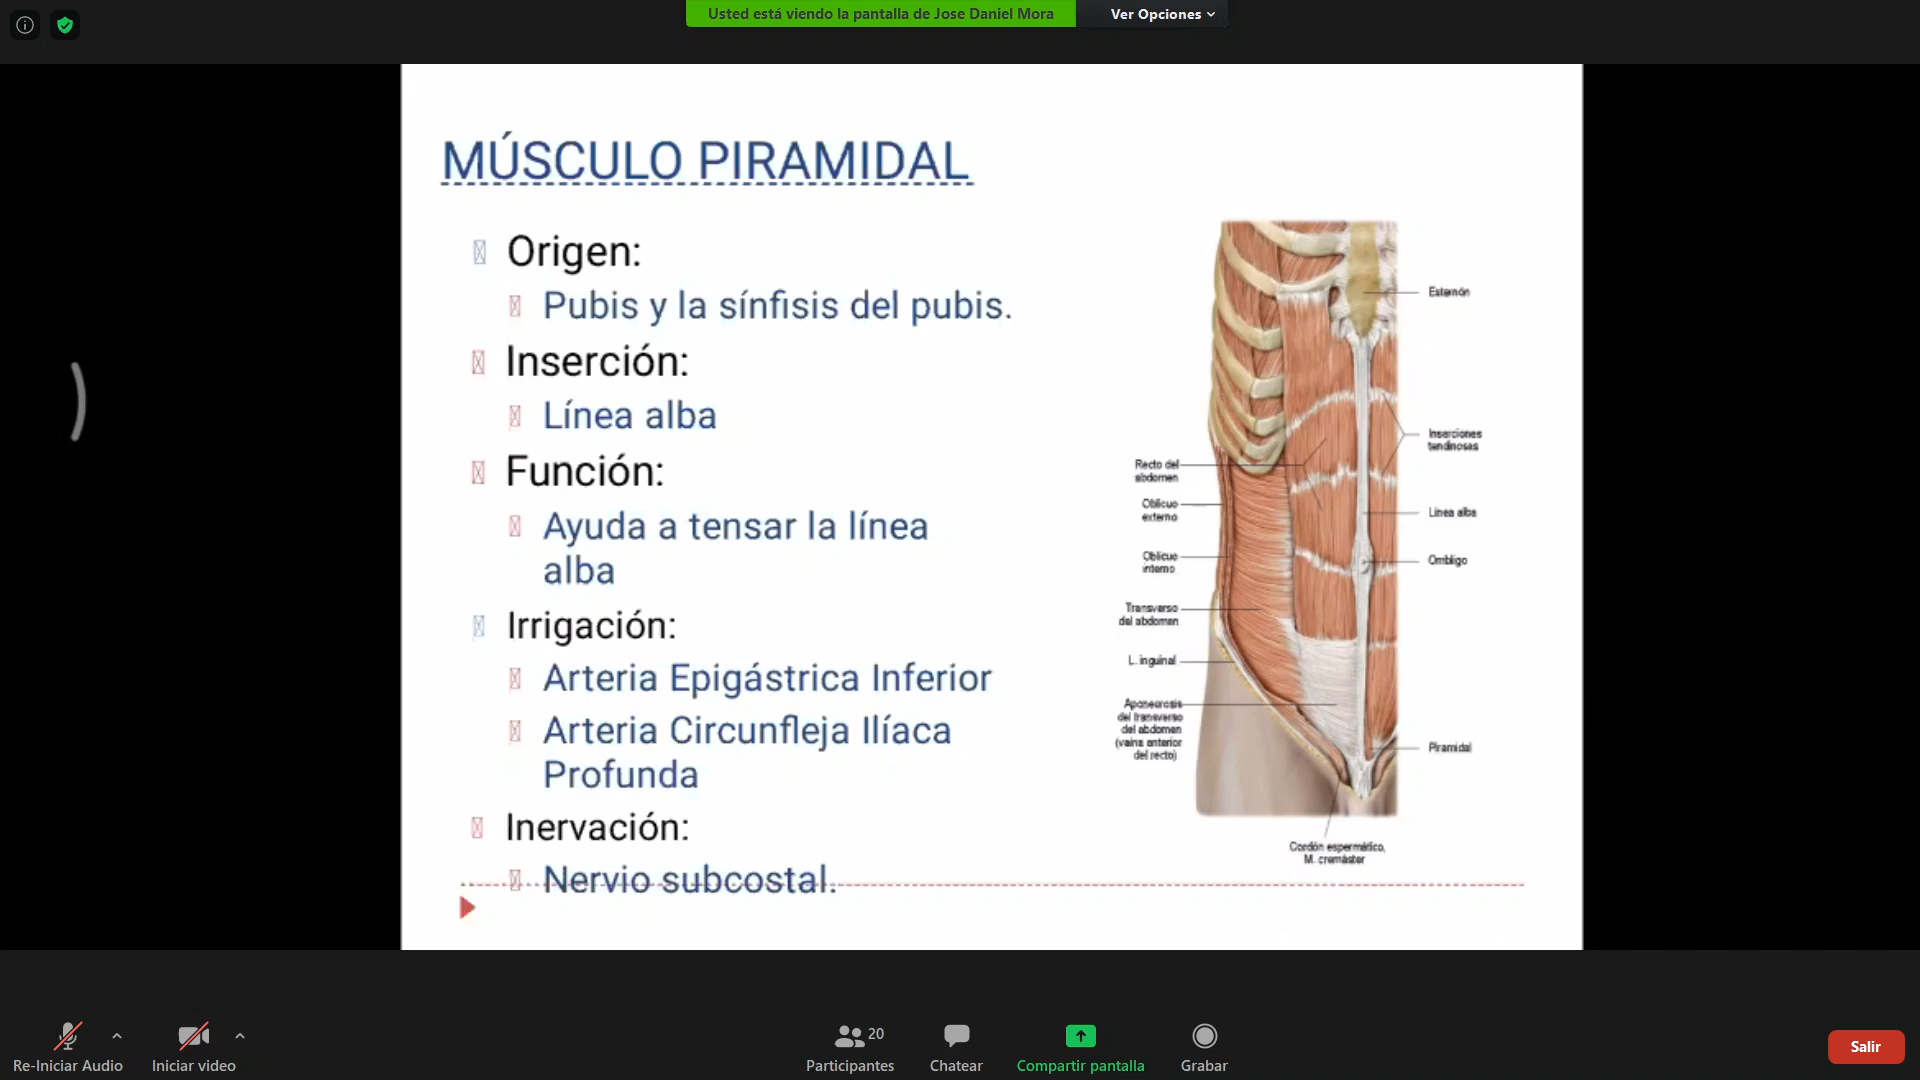 Usted está viendo la pantalla de Jose Daniel Mora
Ver Opciones
MÚSCULO PIRAMIDAL
Origen:
Pubis y la sínfisis del pubis.
Inserción:
Línea alba
Función:
Ayuda a tensar la línea
alba
Irrigación:
Arteria Epigástrica Inferior
Arteria Circunfleja Ilíaca
Profunda
Inervación:
Nervio subcostal.
Recto del
abdomen
Oblicuo
externo
Oblicuo
interno
Transverso
del abdomen
L. inguinal
Aponeurosis
del transverso
del abdomen
(vaina anterior
del recto)
Esternón
Inserciones
tendinosas
Línea alba
Ombligo
Piramidal
Cordón espermático,
M. cremáster
Re-Iniciar Audio
Iniciar video
20
Participantes
Chatear
Compartir pantalla
Grabar
Salir